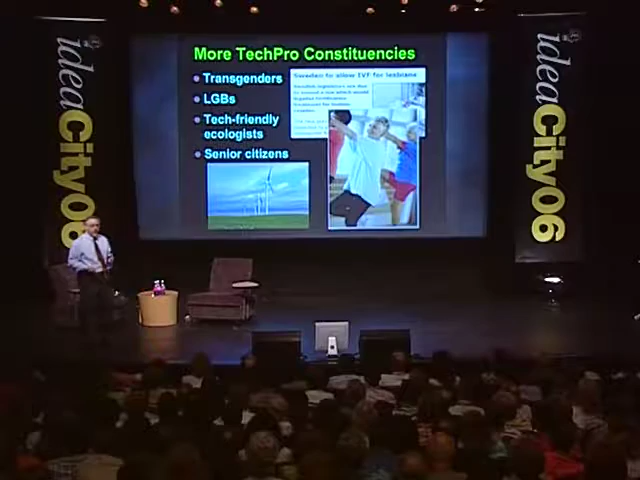 More TechPro Constituencies
• Transgenders
• LGBs
• Tech-friendly
ecologists
• Senior citizens
Sweden to allow IVF for lesbians
ideaCity06
ideaCity06